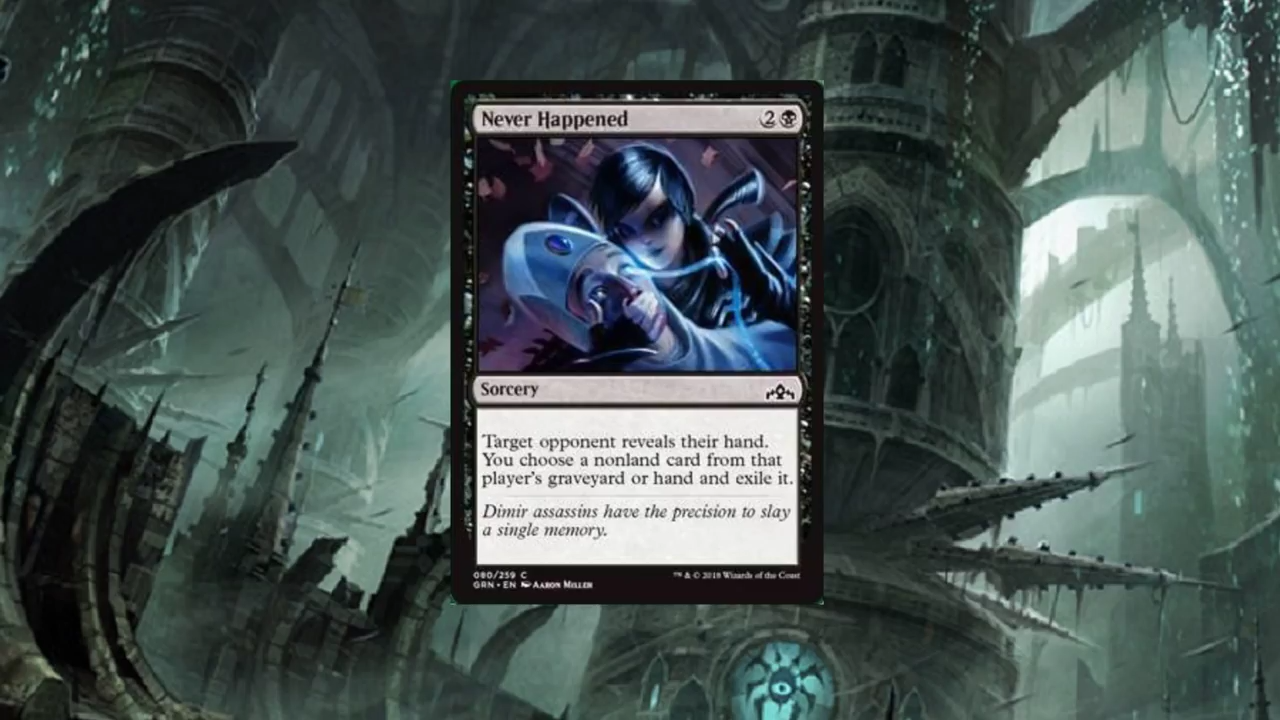 Never Happened 2
Sorcery
Target opponent reveals their hand.
You choose a nonland card from that
player's graveyard or hand and exile it.
Dimir assassins have the precision to slay
a single memory.
080/259 C
GRN • EN Aaron Miller
™ & © 2018 Wizards of the Coast